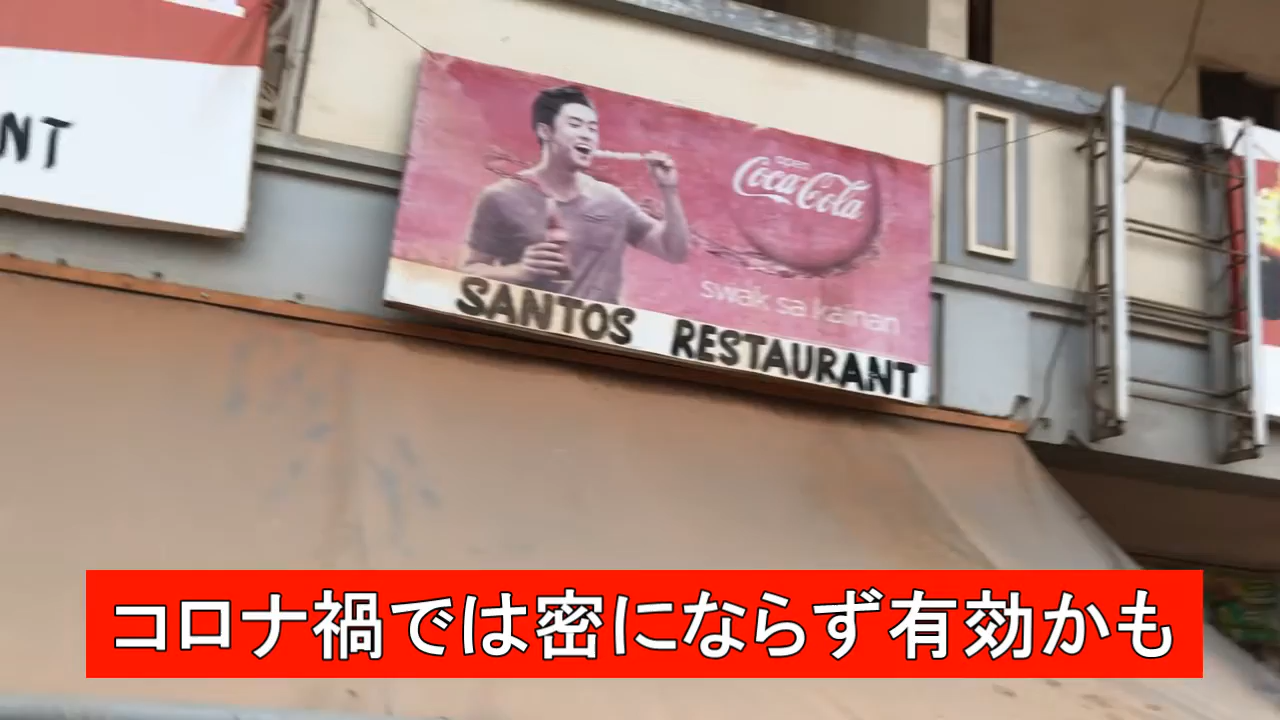 NT
open
Coca-Cola
swak sa kainan
SANTOS RESTAURANT
コロナ禍では密にならず有効かも